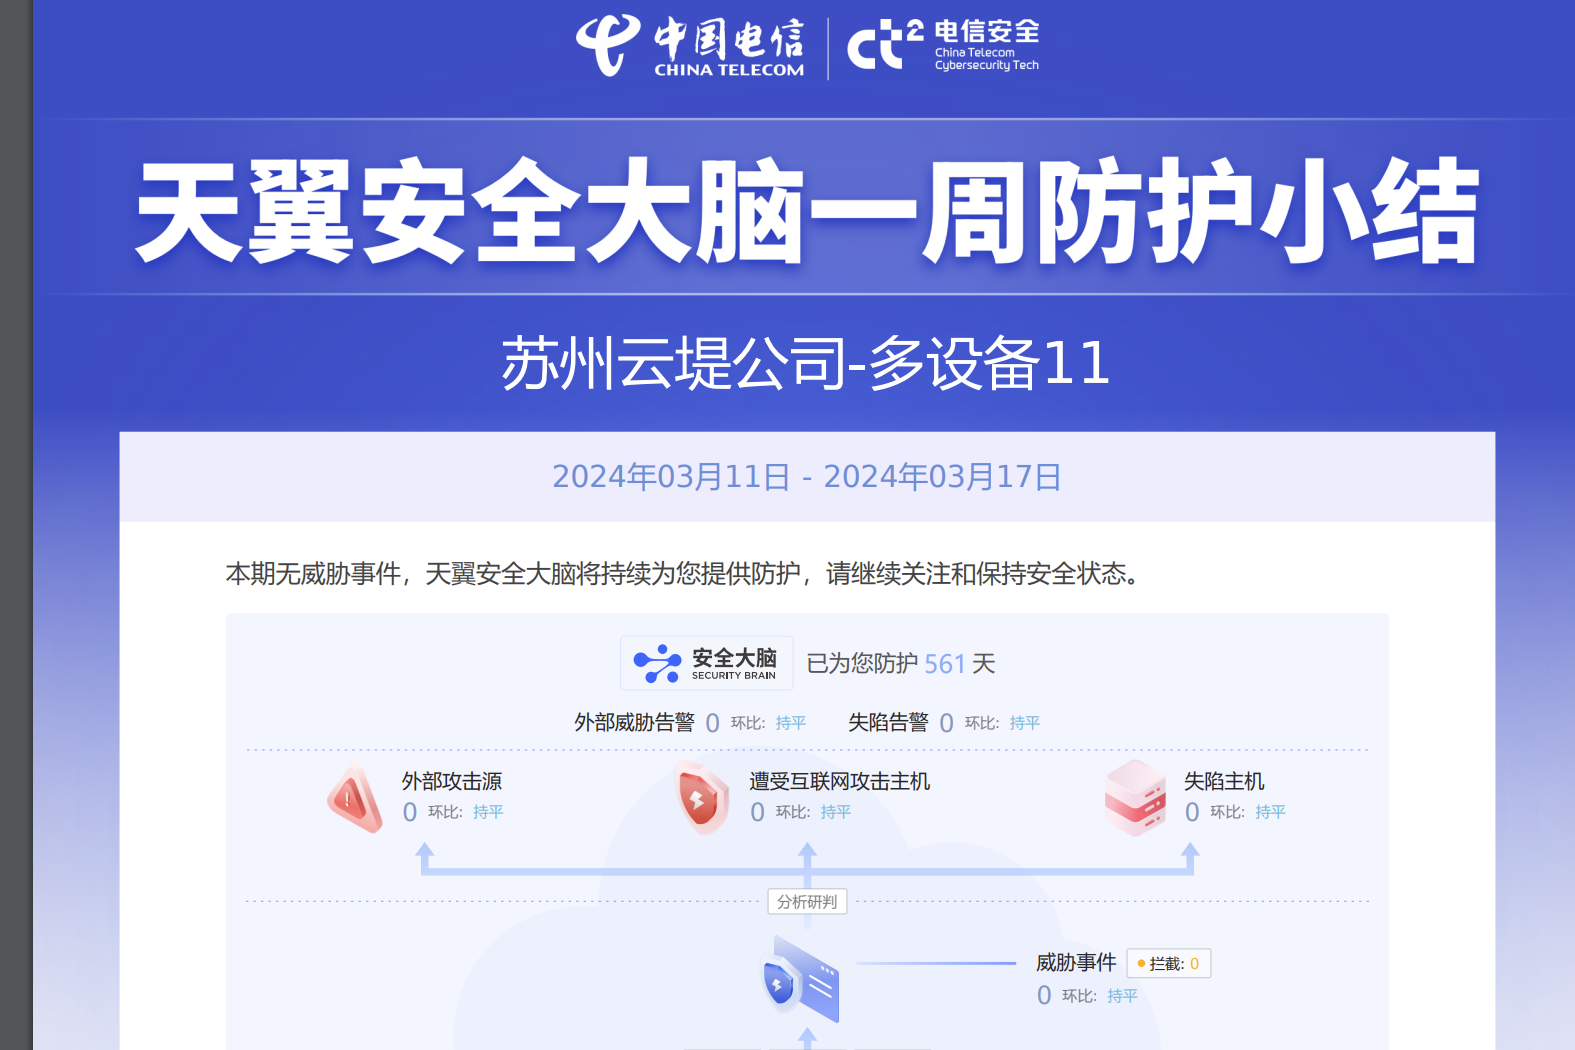 中国电信
CHINA TELECOM
ct² 电信安全
China Telecom
Cybersecurity Tech
天翼安全大脑一周防护小结
苏州云堤公司-多设备11
2024年03月11日 - 2024年03月17日
本期无威胁事件，天翼安全大脑将持续为您提供防护，请继续关注和保持安全状态。
安全大脑
SECURITY BRAIN
已为您防护 561 天
外部威胁告警 0 环比: 持平 失陷告警 0 环比: 持平
外部攻击源
0 环比: 持平
遭受互联网攻击主机
0 环比: 持平
失陷主机
0 环比: 持平
分析研判
威胁事件 拦截: 0
0 环比: 持平